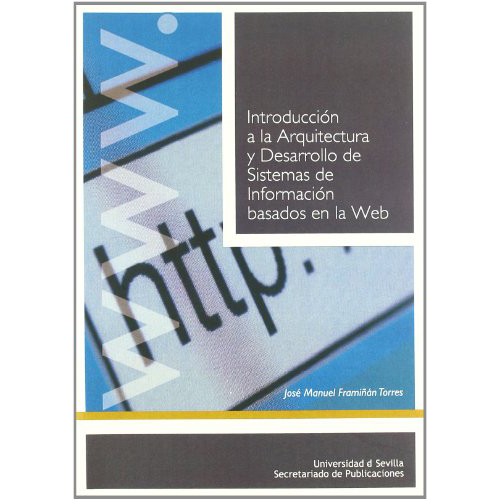 www.
Introducción
a la Arquitectura
y Desarrollo de
Sistemas de
Información
basados en la Web
http:
José Manuel Framiñán Torres
Universidad d Sevilla
Secretariado de Publicaciones